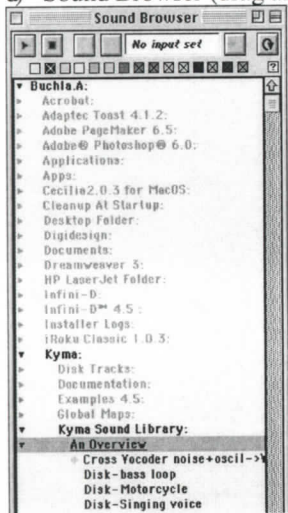 Sound Browser
No input set
?
Buchla.A:
Acrobat:
Adaptec Toast 4.1.2:
Adobe PageMaker 6.5:
Adobe® Photoshop® 6.0:
Applications:
Apps:
Cecilia2.0.3 for MacOS:
Cleanup At Startup:
Desktop Folder:
Digidesign:
Documents:
Dreamweaver 3:
HP LaserJet Folder:
Infini-D:
Infini-D™ 4.5 :
Installer Logs:
iRoku Classic 1.0.3:
Kyma:
Disk Tracks:
Documentation:
Examples 4.5:
Global Maps:
Kyma Sound Library:
An Overview
Cross Vocoder noise+oscil->
Disk-bass loop
Disk-Motorcycle
Disk-Singing voice